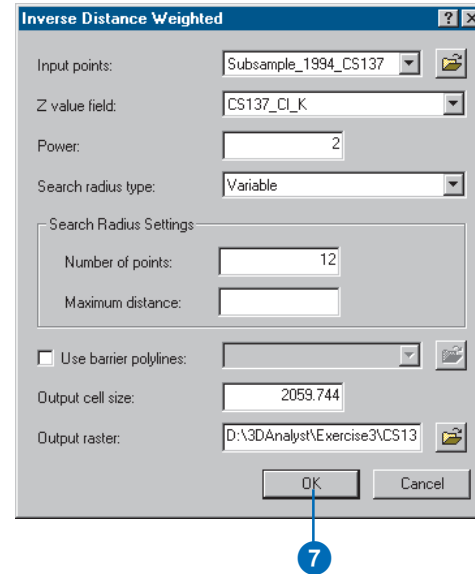 Inverse Distance Weighted
Input points: Subsample_1994_CS137
Z value field: CS137_CI_K
Power: 2
Search radius type: Variable
Search Radius Settings
Number of points: 12
Maximum distance:
Use barrier polylines:
Output cell size: 2059.744
Output raster: D:\3DAnalyst\Exercise3\CS13
OK Cancel
7